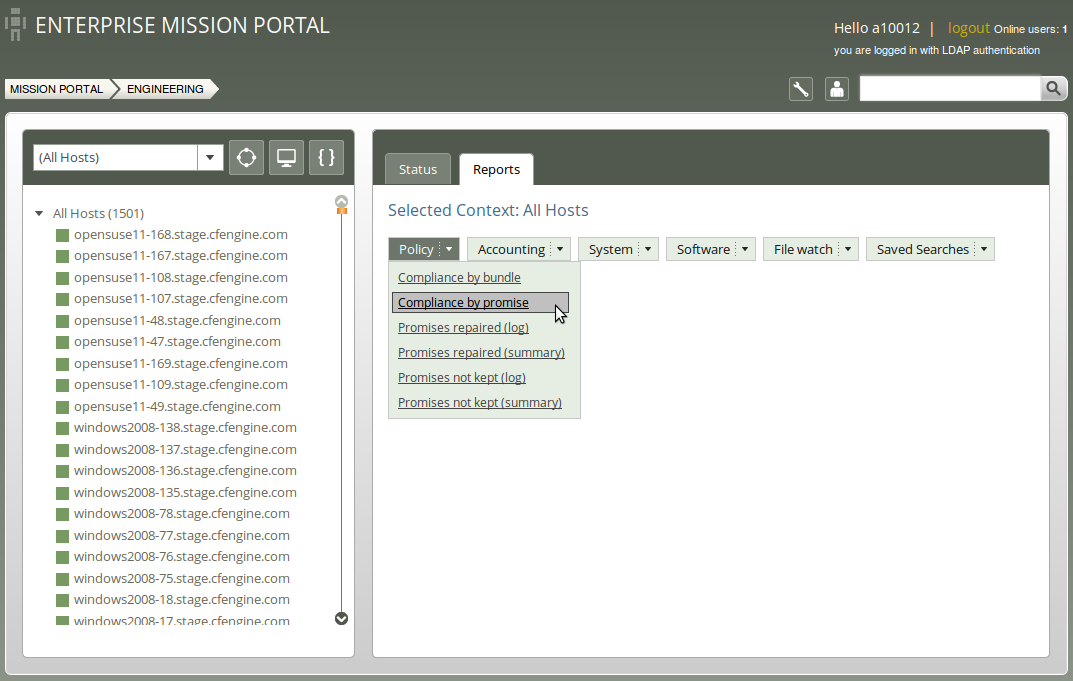 ENTERPRISE MISSION PORTAL
Hello a10012 | logout Online users: 1
you are logged in with LDAP authentication
MISSION PORTAL ENGINEERING
(All Hosts)
{ }
Status Reports
Selected Context: All Hosts
Policy Accounting System Software File watch Saved Searches
Compliance by bundle
Compliance by promise
Promises repaired (log)
Promises repaired (summary)
Promises not kept (log)
Promises not kept (summary)
All Hosts (1501)
opensuse11-168.stage.cfengine.com
opensuse11-167.stage.cfengine.com
opensuse11-108.stage.cfengine.com
opensuse11-107.stage.cfengine.com
opensuse11-48.stage.cfengine.com
opensuse11-47.stage.cfengine.com
opensuse11-169.stage.cfengine.com
opensuse11-109.stage.cfengine.com
opensuse11-49.stage.cfengine.com
windows2008-138.stage.cfengine.com
windows2008-137.stage.cfengine.com
windows2008-136.stage.cfengine.com
windows2008-135.stage.cfengine.com
windows2008-78.stage.cfengine.com
windows2008-77.stage.cfengine.com
windows2008-76.stage.cfengine.com
windows2008-75.stage.cfengine.com
windows2008-18.stage.cfengine.com
windows2008-17.stage.cfengine.com